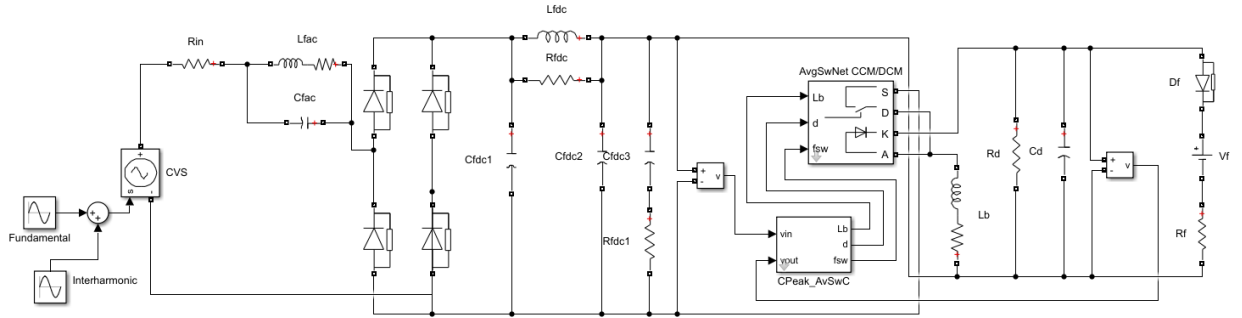 Lfdc
Rin
Lfac
Rfdc
AvgSwNet CCM/DCM
Cfac
Lb
d
fsw
S
D
K
A
Df
CVS
+
-
s
Cfdc1
Cfdc2
Cfdc3
Rd
Cd
Vf
+
-
v
+
-
v
Fundamental
Interharmonic
Rfdc1
Lb
Rf
vin
vout
Lb
d
fsw
CPeak_AvSwC